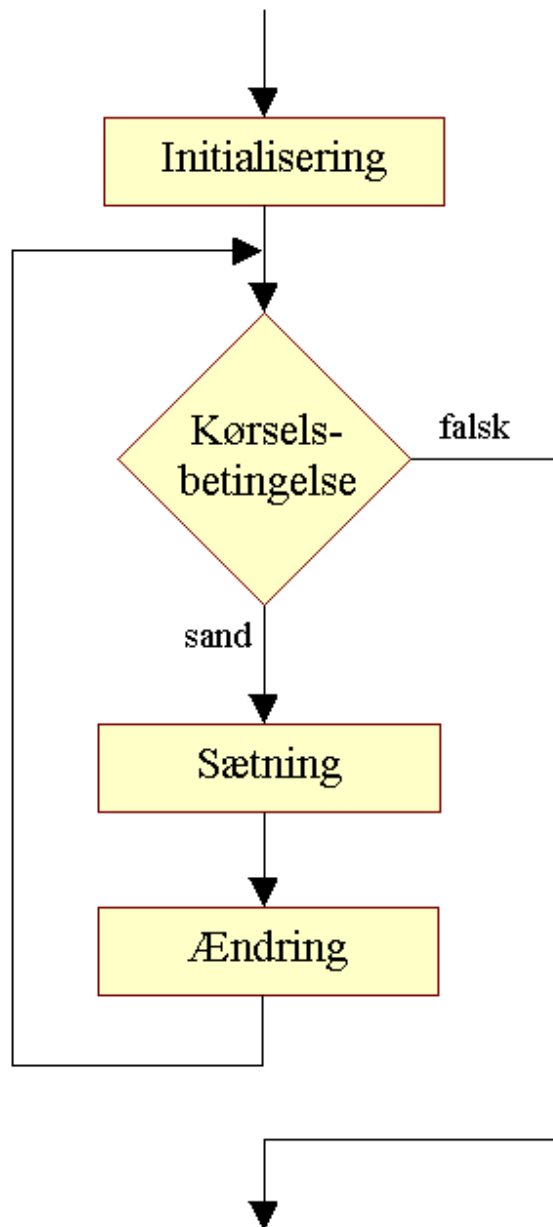 Initialisering
Kørsels-
betingelse
falsk
sand
Sætning
Ændring